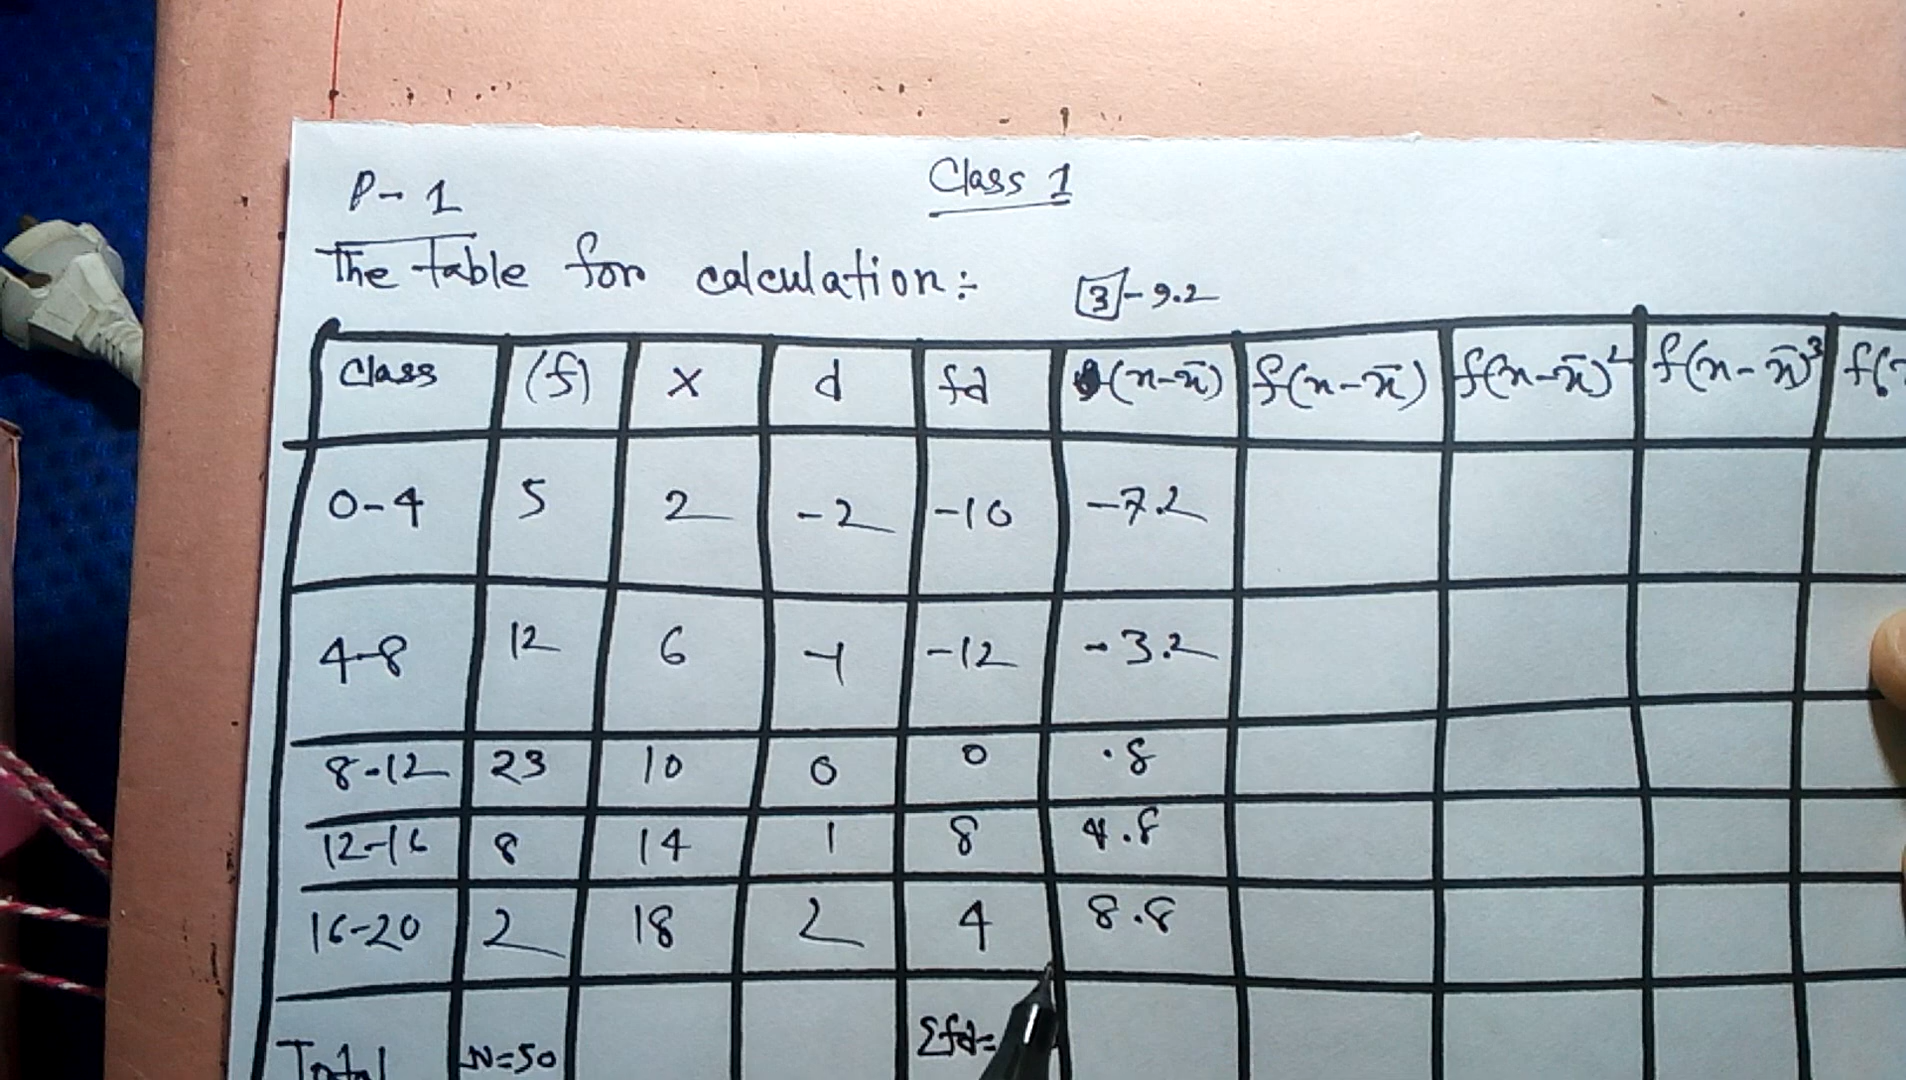 P-1
Class 1
The table for calculation:-
3 - 9.2
Class (f) x d fd (x-x̄) f(x-x̄) f(x-x̄)² f(x-x̄)³ f(
0-4 5 2 -2 -10 -7.2
4-8 12 6 -1 -12 -3.2
8-12 23 10 0 0 .8
12-16 8 14 1 8 4.8
16-20 2 18 2 4 8.8
Total N=50 Σfd=